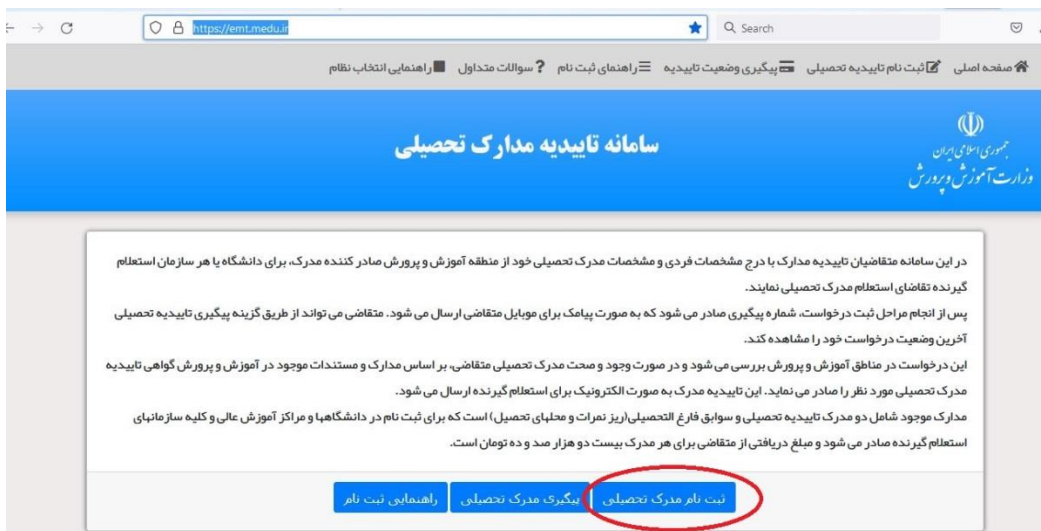 https://emt.medu.ir
Search
صفحه اصلی ثبت نام تاییدیه تحصیلی پیگیری وضعیت تاییدیه راهنمای ثبت نام ? سوالات متداول راهنمایی انتخاب نظام
جمهوری اسلامی ایران
وزارت آموزش و پرورش
سامانه تاییدیه مدارک تحصیلی
در این سامانه متقاضیان تاییدیه مدارک با درج مشخصات فردی و مشخصات مدرک تحصیلی خود از منطقه آموزش و پرورش صادر کننده مدرک، برای دانشگاه یا هر سازمان استعلام
گیرنده تقاضای استعلام مدرک تحصیلی نمایند.
پس از انجام مراحل ثبت درخواست، شماره پیگیری صادر می شود که به صورت پیامک برای موبایل متقاضی ارسال می شود. متقاضی می تواند از طریق گزینه پیگیری تاییدیه تحصیلی
آخرین وضعیت درخواست خود را مشاهده کند.
این درخواست در مناطق آموزش و پرورش بررسی می شود و در صورت وجود و صحت مدرک تحصیلی متقاضی، بر اساس مدارک و مستندات موجود در آموزش و پرورش گواهی تاییدیه
مدرک تحصیلی مورد نظر را صادر می نماید. این تاییدیه مدرک به صورت الکترونیک برای استعلام گیرنده ارسال می شود.
مدارک موجود شامل دو مدرک تاییدیه تحصیلی و سوابق فارغ التحصیلی(ریز نمرات و محلهای تحصیل) است که برای ثبت نام در دانشگاهها و مراکز آموزش عالی و کلیه سازمانهای
استعلام گیرنده صادر می شود و مبلغ دریافتی از متقاضی برای هر مدرک بیست دو هزار صد و ده تومان است.
ثبت نام مدرک تحصیلی پیگیری مدرک تحصیلی راهنمایی ثبت نام